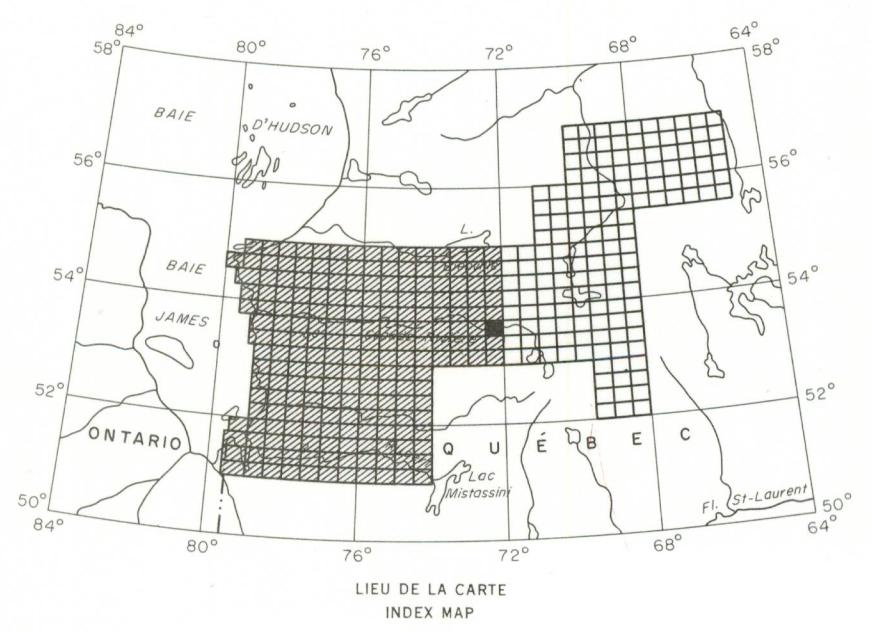 84° 80° 76° 72° 68° 64°
58° 58°
BAIE
D'HUDSON
56° 56°
L.
BAIE
54° 54°
JAMES
52° 52°
ONTARIO QUÉBEC
Lac
Mistassini
Fl. St-Laurent
50° 50°
84° 80° 76° 72° 68° 64°
LIEU DE LA CARTE
INDEX MAP